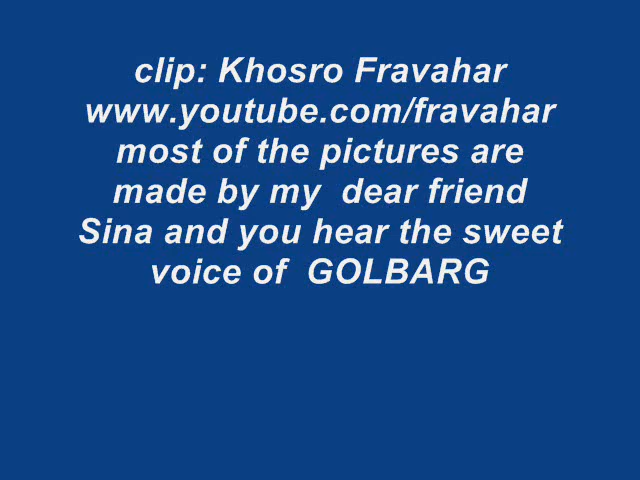 clip: Khosro Fravahar
www.youtube.com/fravahar
most of the pictures are
made by my  dear friend
Sina and you hear the sweet
voice of  GOLBARG